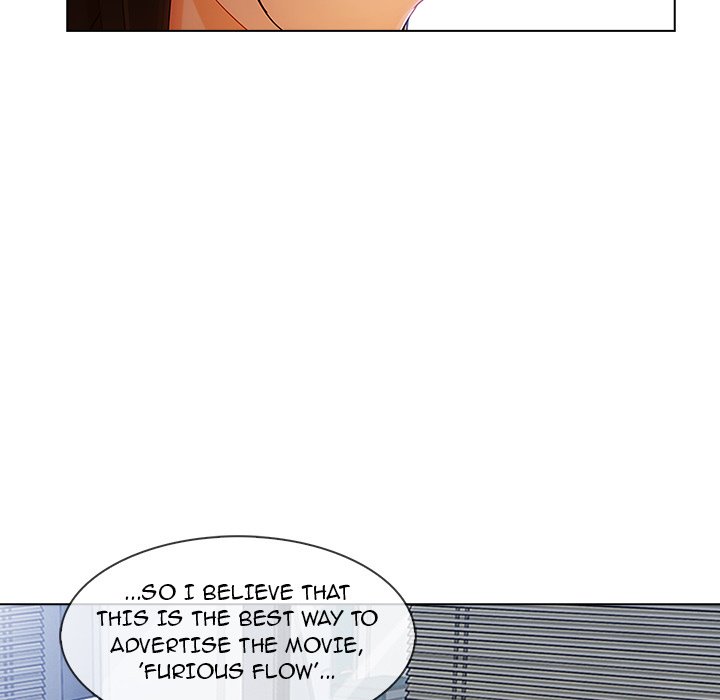 ...SO I BELIEVE THAT
THIS IS THE BEST WAY TO
ADVERTISE THE MOVIE,
'FURIOUS FLOW'...